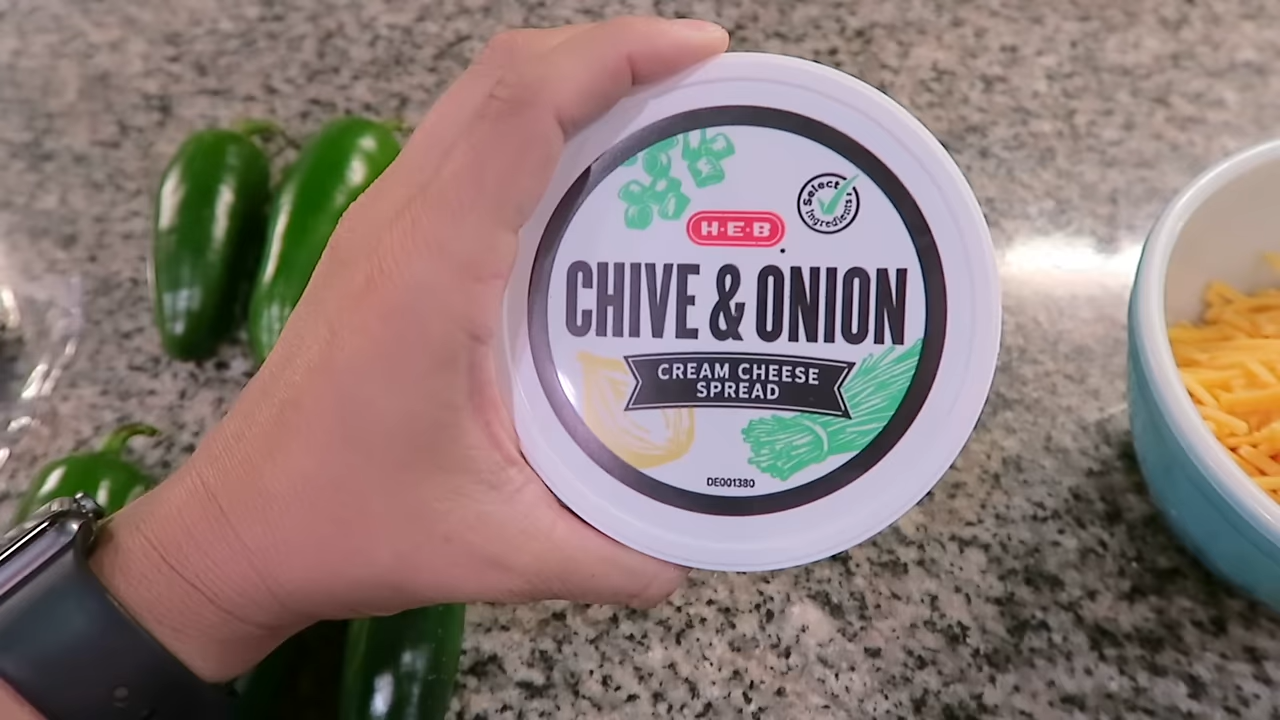 Select
Ingredients
H-E-B
CHIVE & ONION
CREAM CHEESE
SPREAD
DE001380